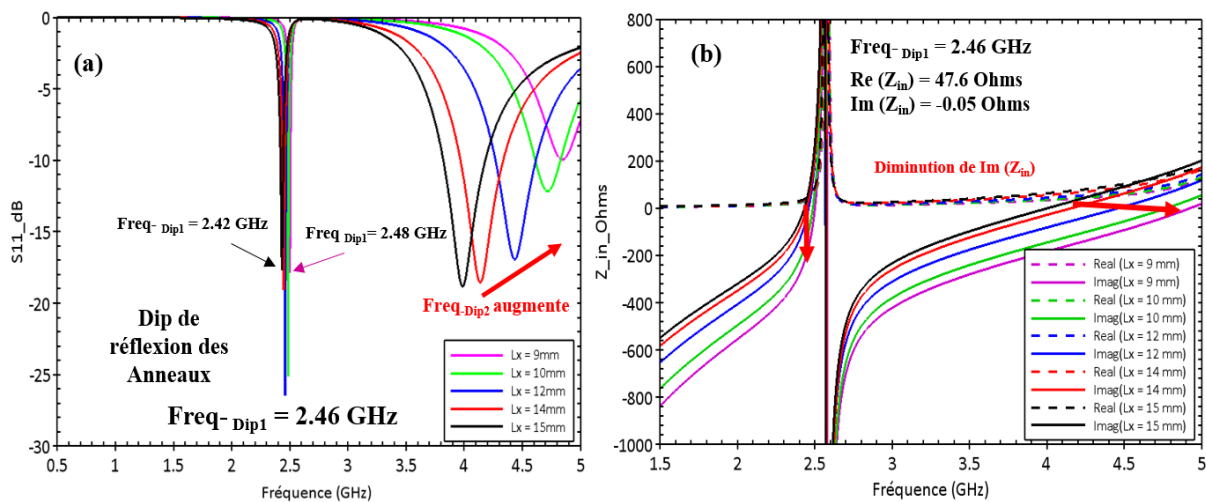 (a)
0
-5
-10
-15
-20
-25
-30
S11_dB
Freq- Dip1 = 2.42 GHz
Freq Dip1= 2.48 GHz
Freq-Dip2 augmente
Dip de
réflexion des
Anneaux
Freq- Dip1 = 2.46 GHz
Lx = 9mm
Lx = 10mm
Lx = 12mm
Lx = 14mm
Lx = 15mm
0.5 1 1.5 2 2.5 3 3.5 4 4.5 5
Fréquence (GHz)
(b)
800
600
400
200
0
-200
-400
-600
-800
-1000
Z_in_Ohms
Freq- Dip1 = 2.46 GHz
Re (Zin) = 47.6 Ohms
Im (Zin) = -0.05 Ohms
Diminution de Im (Zin)
Real (Lx = 9 mm)
Imag(Lx = 9 mm)
Real (Lx = 10 mm)
Imag(Lx = 10 mm)
Real (Lx = 12 mm)
Imag(Lx = 12 mm)
Real (Lx = 14 mm)
Imag(Lx = 14 mm)
Real (Lx = 15 mm)
Imag(Lx = 15 mm)
1.5 2 2.5 3 3.5 4 4.5 5
Fréquence (GHz)